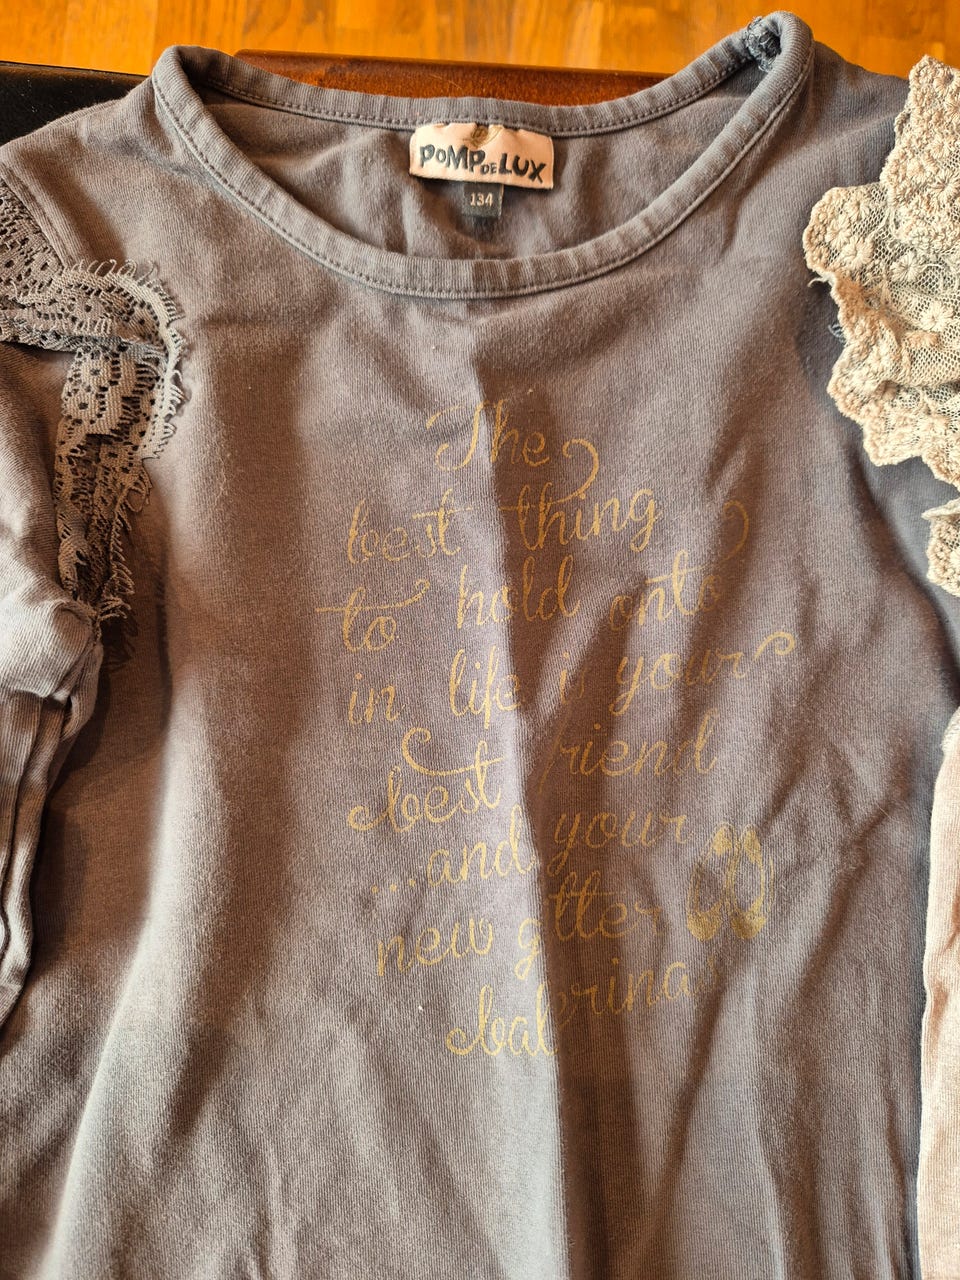 POMP DE LUX
134
The
best thing
to hold onto
in life is your
best friend
...and your
new glitter
balerinas